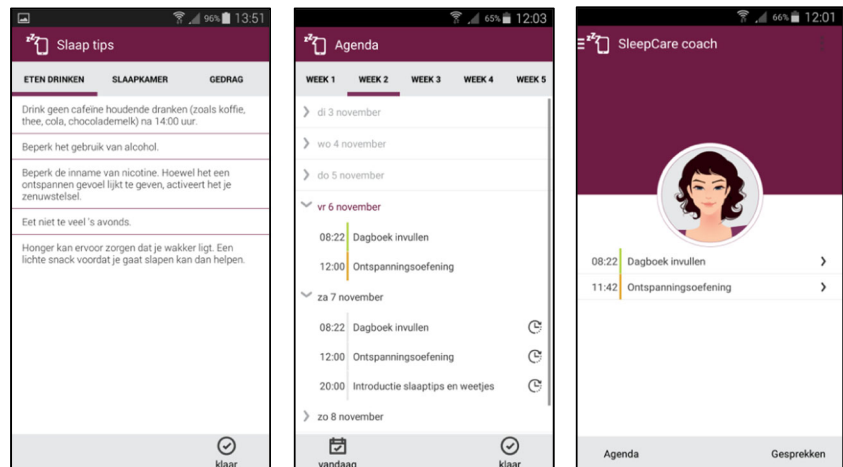 96% 13:51
zZ Slaap tips
ETEN DRINKEN SLAAPKAMER GEDRAG
Drink geen cafeïne houdende dranken (zoals koffie,
thee, cola, chocolademelk) na 14:00 uur.
Beperk het gebruik van alcohol.
Beperk de inname van nicotine. Hoewel het een
ontspannen gevoel lijkt te geven, activeert het je
zenuwstelsel.
Eet niet te veel 's avonds.
Honger kan ervoor zorgen dat je wakker ligt. Een
lichte snack voordat je gaat slapen kan dan helpen.
klaar
65% 12:03
zZ Agenda
WEEK 1 WEEK 2 WEEK 3 WEEK 4 WEEK 5
di 3 november
wo 4 november
do 5 november
vr 6 november
08:22 Dagboek invullen
12:00 Ontspanningsoefening
za 7 november
08:22 Dagboek invullen
12:00 Ontspanningsoefening
20:00 Introductie slaaptips en weetjes
zo 8 november
vandaag klaar
66% 12:01
zZ SleepCare coach
08:22 Dagboek invullen
11:42 Ontspanningsoefening
Agenda Gesprekken